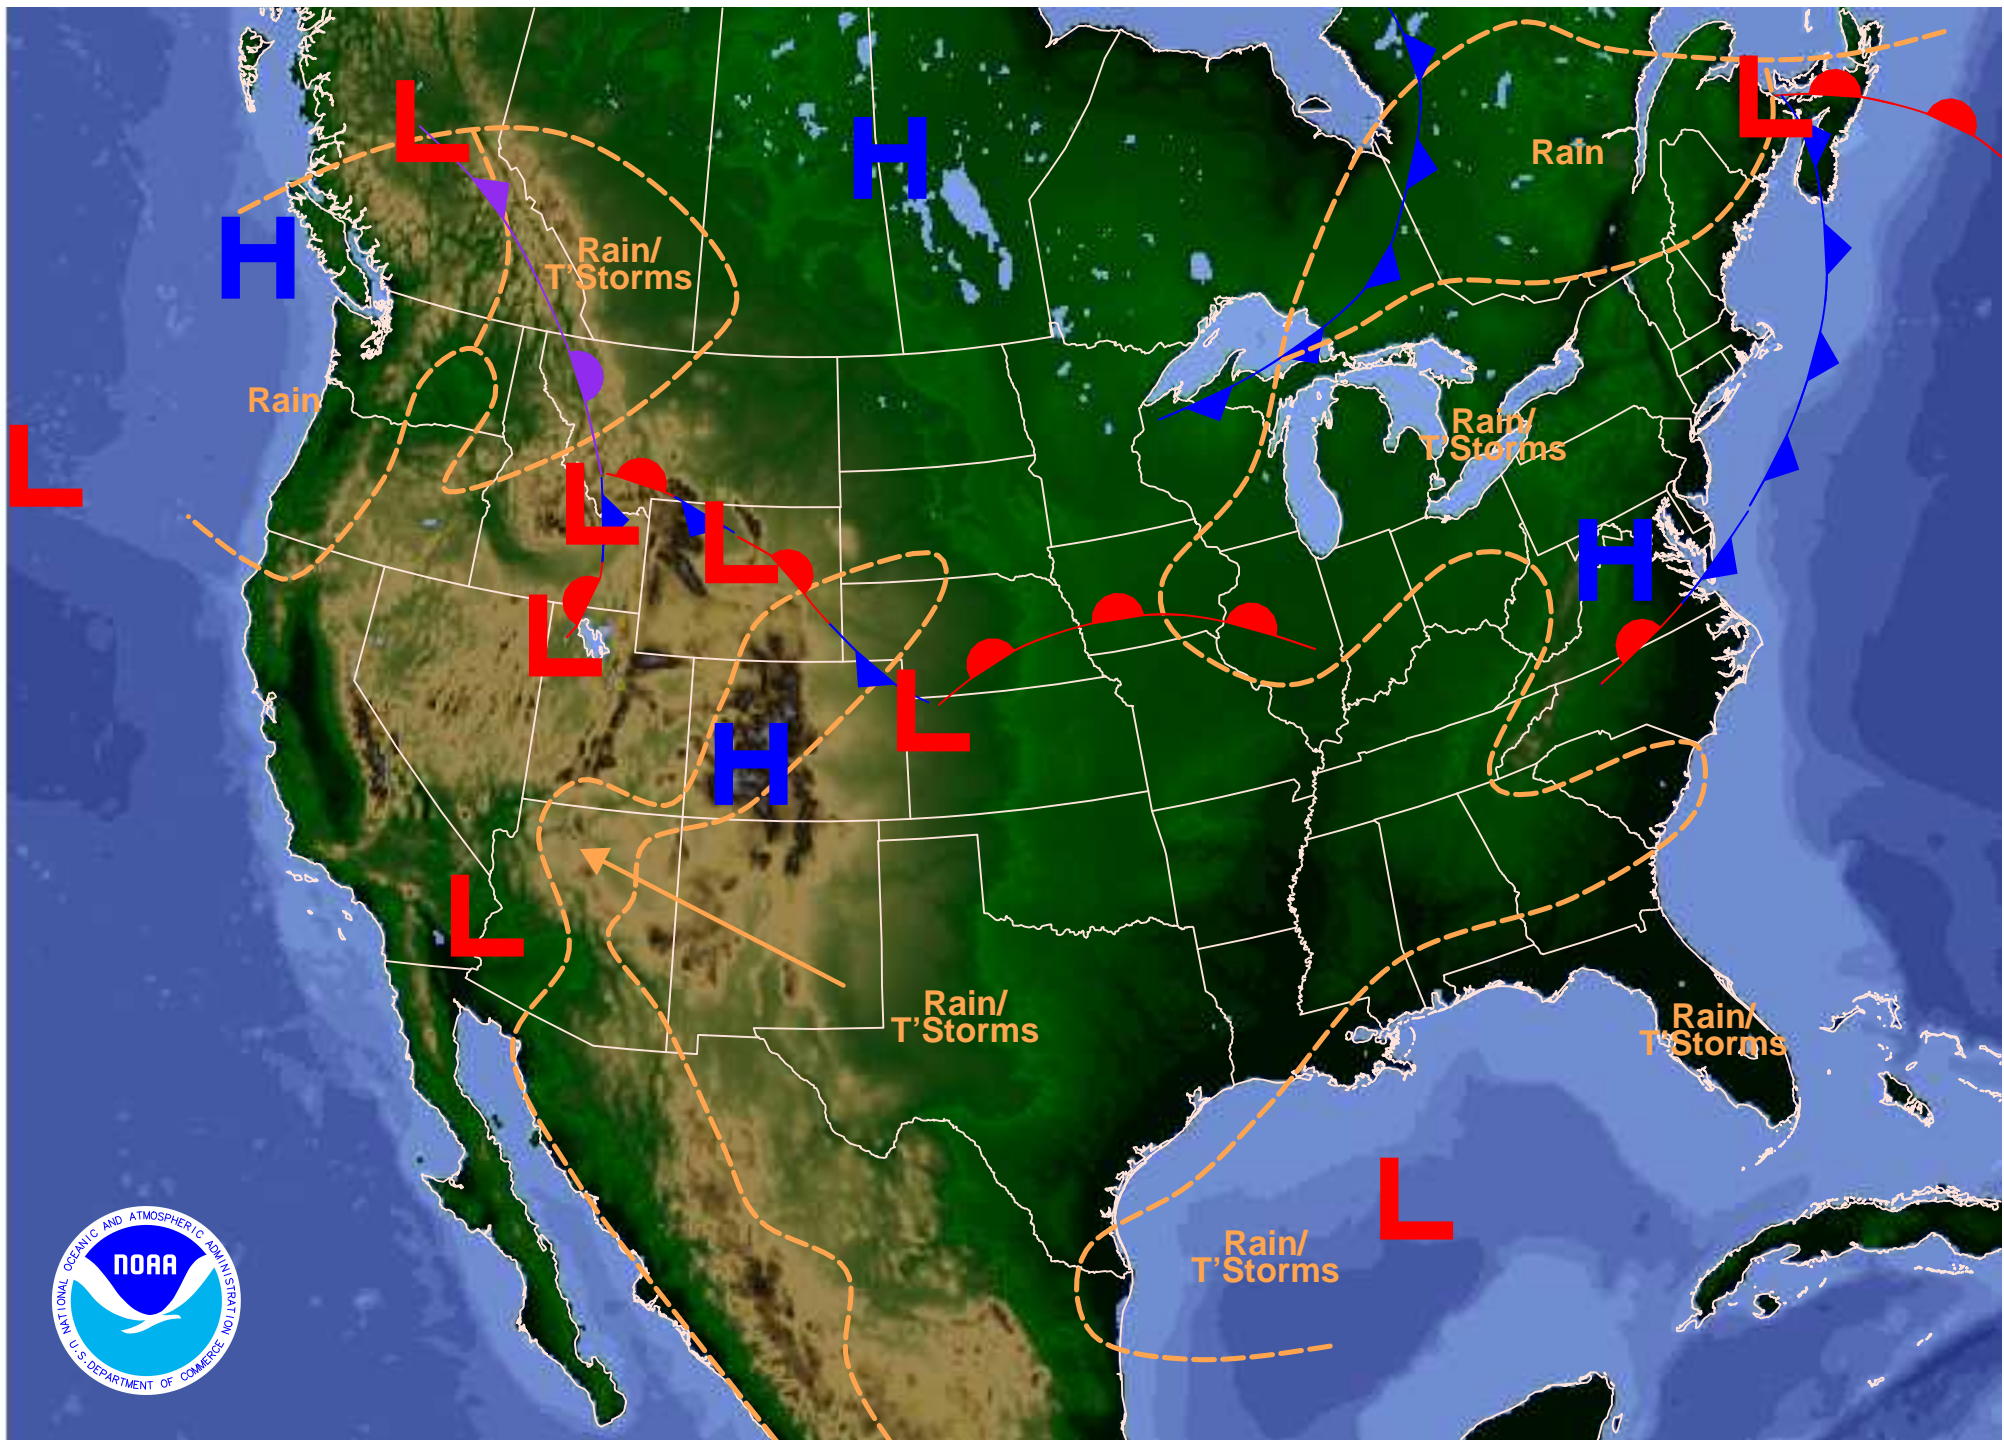 L
L
H
Rain
H
Rain/
T'Storms
Rain
Rain/
T'Storms
L
L
L
H
L
L
H
L
Rain/
T'Storms
Rain/
T'Storms
L
Rain/
T'Storms
NATIONAL OCEANIC AND ATMOSPHERIC ADMINISTRATION
NOAA
U.S. DEPARTMENT OF COMMERCE